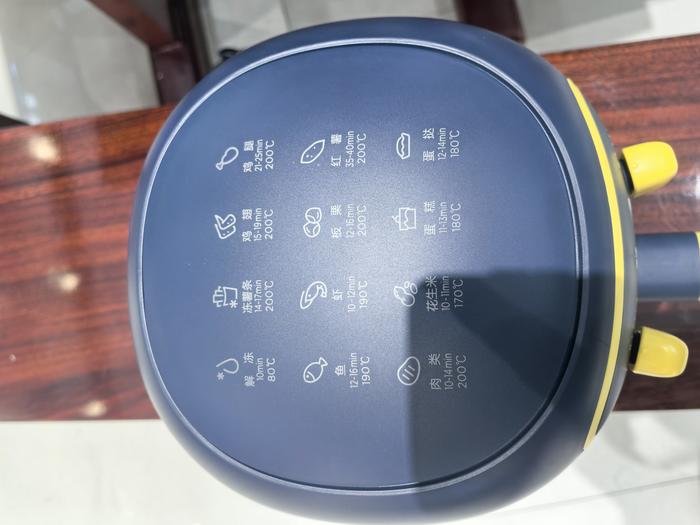 解 冻
10min
80℃
冻薯条
14-17min
200℃
鸡 翅
15-19min
200℃
鸡 腿
21-25min
200℃
鱼
12-16min
190℃
虾
10-12min
190℃
板 栗
12-16min
200℃
红 薯
35-40min
200℃
肉 类
10-14min
200℃
花生米
10-11min
170℃
蛋 糕
11-13min
180℃
蛋 挞
12-14min
180℃